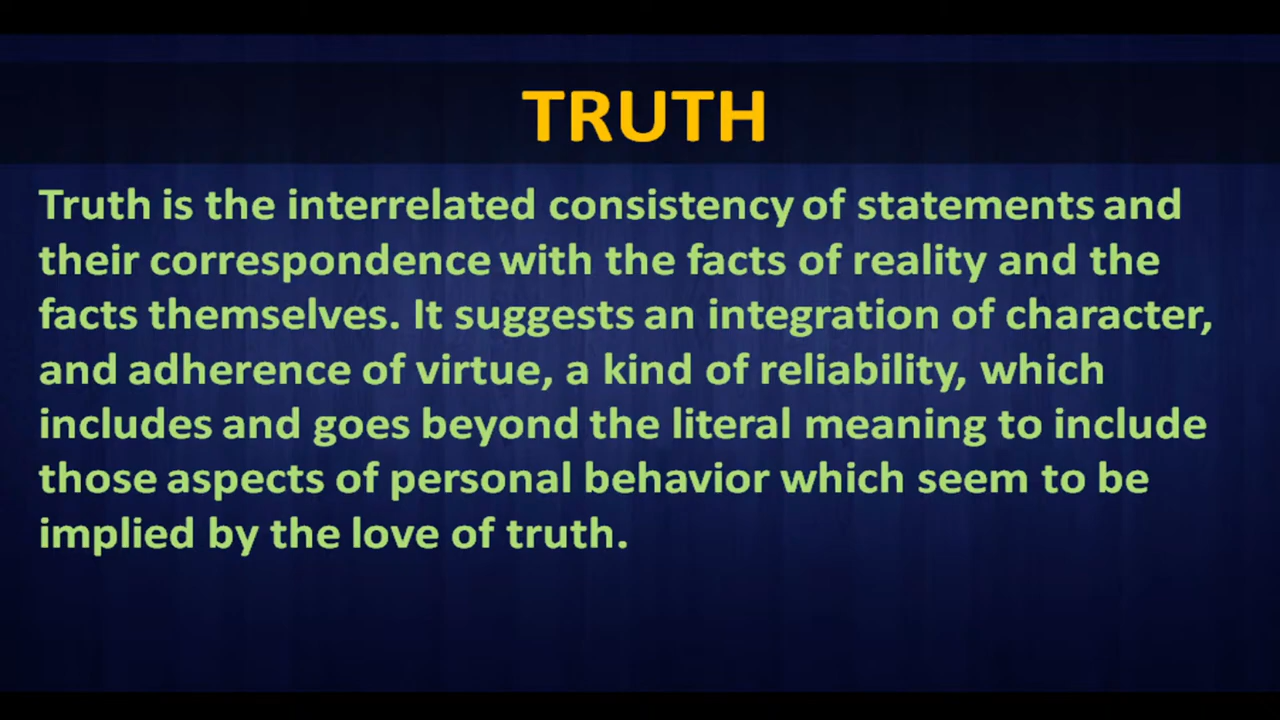 TRUTH
Truth is the interrelated consistency of statements and
their correspondence with the facts of reality and the
facts themselves. It suggests an integration of character,
and adherence of virtue, a kind of reliability, which
includes and goes beyond the literal meaning to include
those aspects of personal behavior which seem to be
implied by the love of truth.